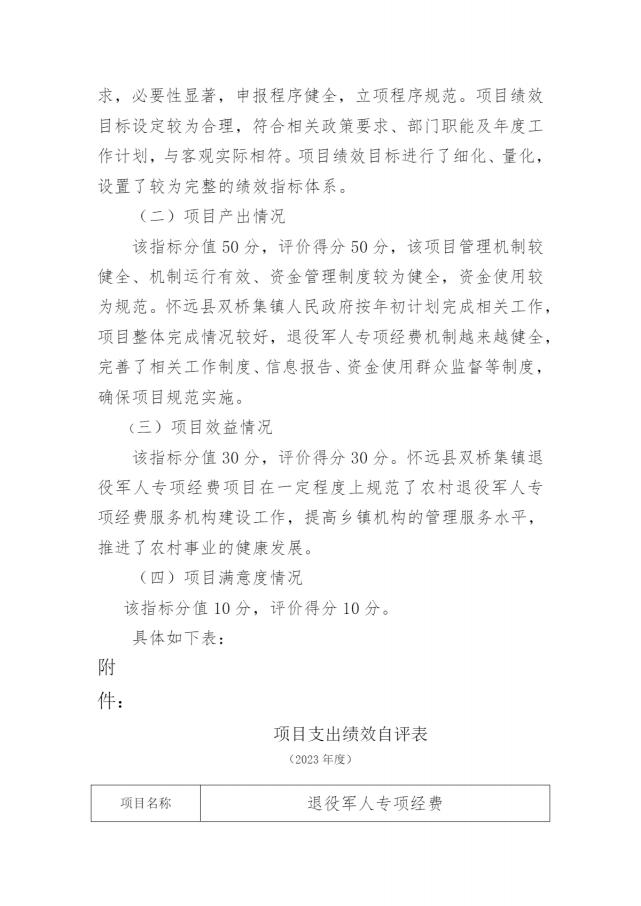 求，必要性显著，申报程序健全，立项程序规范。项目绩效
目标设定较为合理，符合相关政策要求、部门职能及年度工
作计划，与客观实际相符。项目绩效目标进行了细化、量化，
设置了较为完整的绩效指标体系。
（二）项目产出情况
该指标分值 50 分，评价得分 50 分，该项目管理机制较
健全、机制运行有效、资金管理制度较为健全，资金使用较
为规范。怀远县双桥集镇人民政府按年初计划完成相关工作，
项目整体完成情况较好，退役军人专项经费机制越来越健全，
完善了相关工作制度、信息报告、资金使用群众监督等制度，
确保项目规范实施。
（三）项目效益情况
该指标分值 30 分，评价得分 30 分。怀远县双桥集镇退
役军人专项经费项目在一定程度上规范了农村退役军人专
项经费服务机构建设工作，提高乡镇机构的管理服务水平，
推进了农村事业的健康发展。
（四）项目满意度情况
该指标分值 10 分，评价得分 10 分。
具体如下表：
附
件：
项目支出绩效自评表
（2023 年度）
项目名称 退役军人专项经费